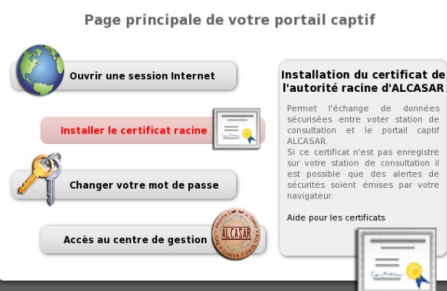 Page principale de votre portail captif
Ouvrir une session Internet
Installer le certificat racine
Changer votre mot de passe
Accès au centre de gestion
ALCASAR
Installation du certificat de
l'autorité racine d'ALCASAR
Permet l'échange de données
sécurisées entre voter station de
consultation et le portail captif
ALCASAR.
Si ce certificat n'est pas enregistré
sur votre station de consultation il
est possible que des alertes de
sécurités soient émises par votre
navigateur.
Aide pour les certificats